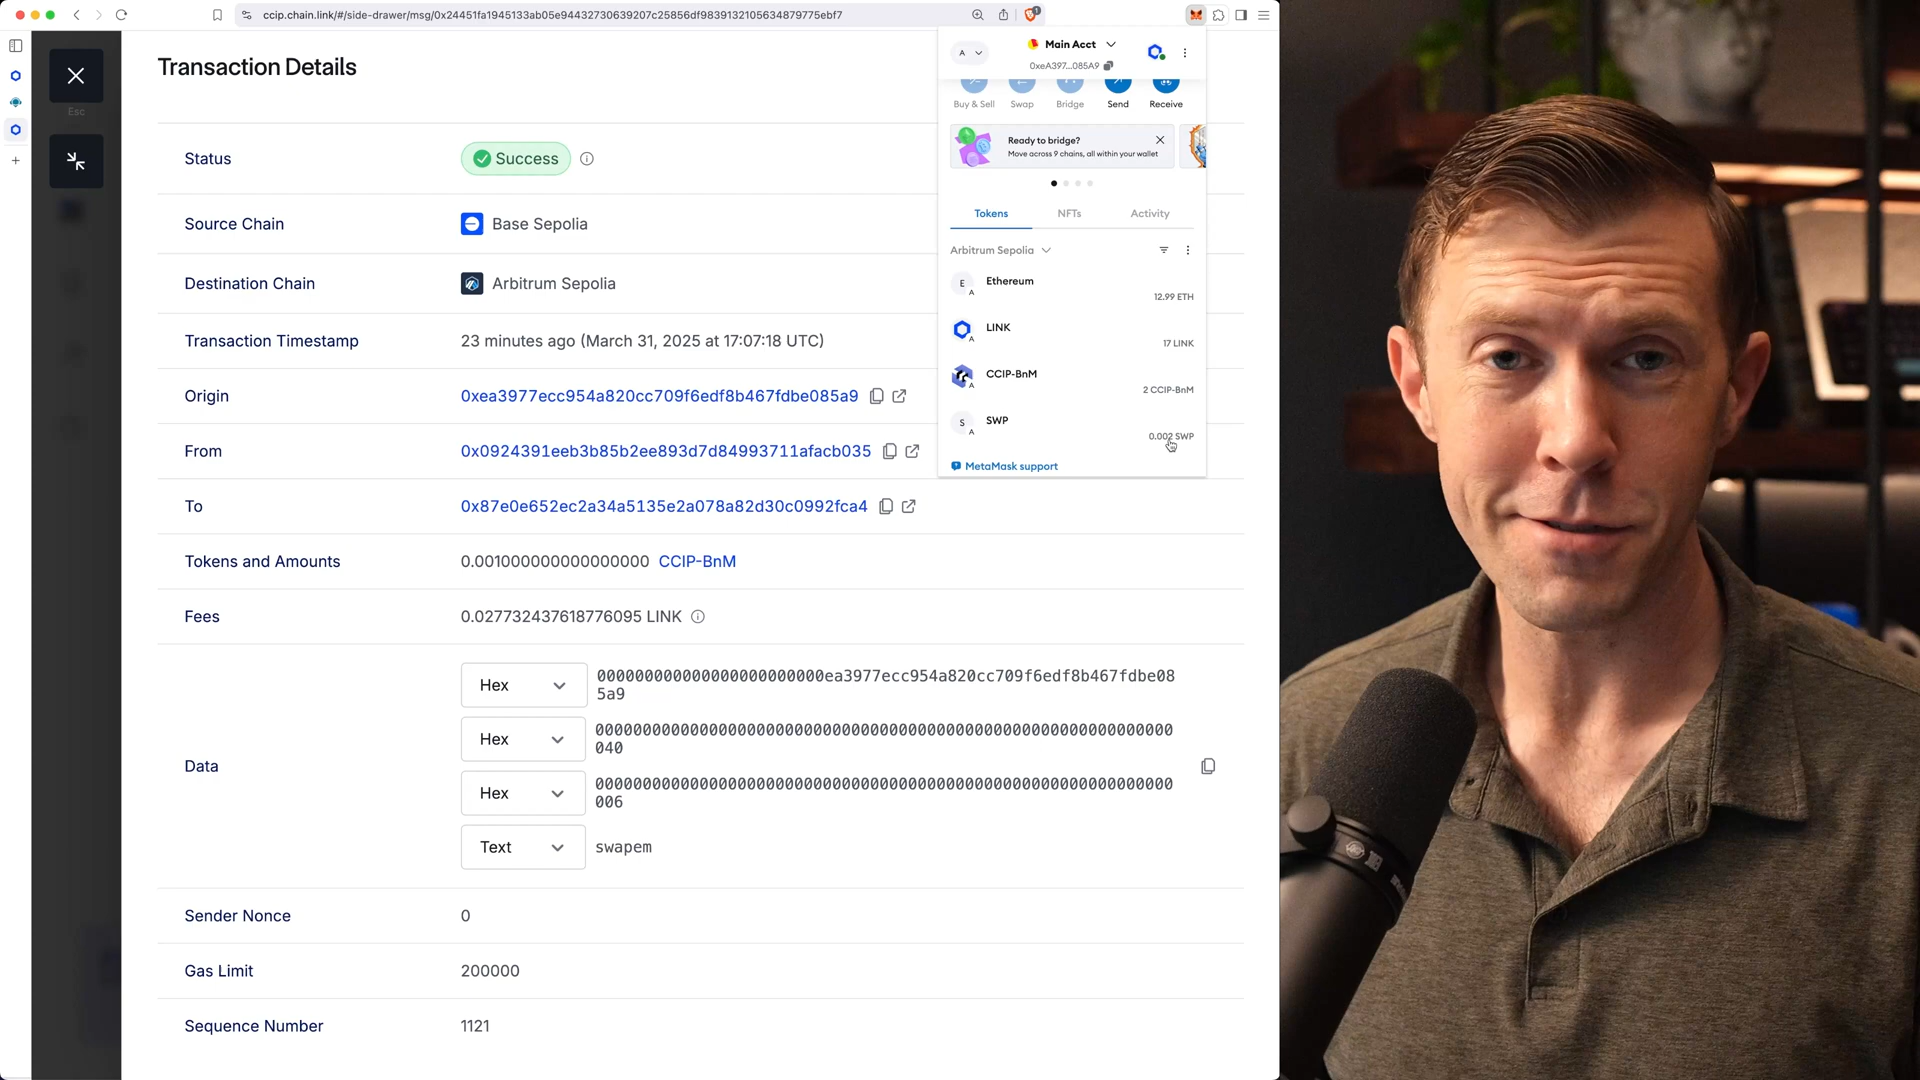 ccip.chain.link/#/side-drawer/msg/0x24451fa1945133ab05e94432730639207c25856df9839132105634879775ebf7
1
Esc
Transaction Details
Status
Success
Source Chain
Base Sepolia
Destination Chain
Arbitrum Sepolia
Transaction Timestamp
23 minutes ago (March 31, 2025 at 17:07:18 UTC)
Origin
0xea3977ecc954a820cc709f6edf8b467fdbe085a9
From
0x0924391eeb3b85b2ee893d7d84993711afacb035
To
0x87e0e652ec2a34a5135e2a078a82d30c0992fca4
Tokens and Amounts
0.001000000000000000 CCIP-BnM
Fees
0.027732437618776095 LINK
Data
Hex
000000000000000000000000ea3977ecc954a820cc709f6edf8b467fdbe08
5a9
Hex
0000000000000000000000000000000000000000000000000000000000000
040
Hex
0000000000000000000000000000000000000000000000000000000000000
006
Text
swapem
Sender Nonce
0
Gas Limit
200000
Sequence Number
1121
A
Main Acct
0xeA397...085A9
Buy & Sell
Swap
Bridge
Send
Receive
Ready to bridge?
Move across 9 chains, all within your wallet
Tokens
NFTs
Activity
Arbitrum Sepolia
E
A
Ethereum
12.99 ETH
A
LINK
17 LINK
A
CCIP-BnM
2 CCIP-BnM
S
A
SWP
0.002 SWP
MetaMask support